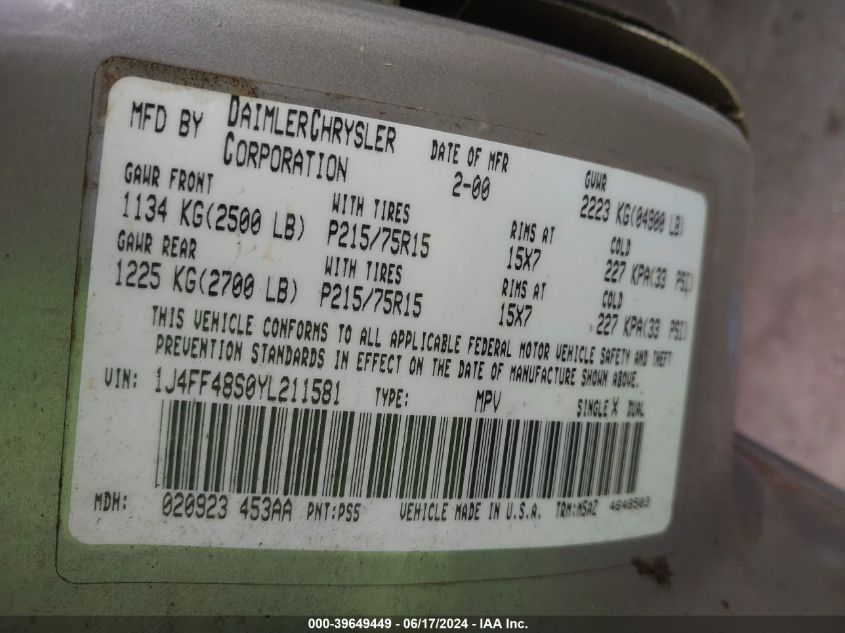 MFD BY DAIMLERCHRYSLER CORPORATION DATE OF MFR 2-00 GVWR 2223 KG(04900 LB)
GAWR FRONT WITH TIRES RIMS AT COLD
1134 KG(2500 LB) P215/75R15 15X7 227 KPA(33 PSI)
GAWR REAR WITH TIRES RIMS AT COLD
1225 KG(2700 LB) P215/75R15 15X7 227 KPA(33 PSI)
THIS VEHICLE CONFORMS TO ALL APPLICABLE FEDERAL MOTOR VEHICLE SAFETY AND THEFT
PREVENTION STANDARDS IN EFFECT ON THE DATE OF MANUFACTURE SHOWN ABOVE.
VIN: 1J4FF48S0YL211581 TYPE: MPV SINGLE X DUAL
MDH: 020923 453AA PNT:PS5 VEHICLE MADE IN U.S.A. TRM:M5AZ 4648503
000-39649449 - 06/17/2024 - IAA Inc.